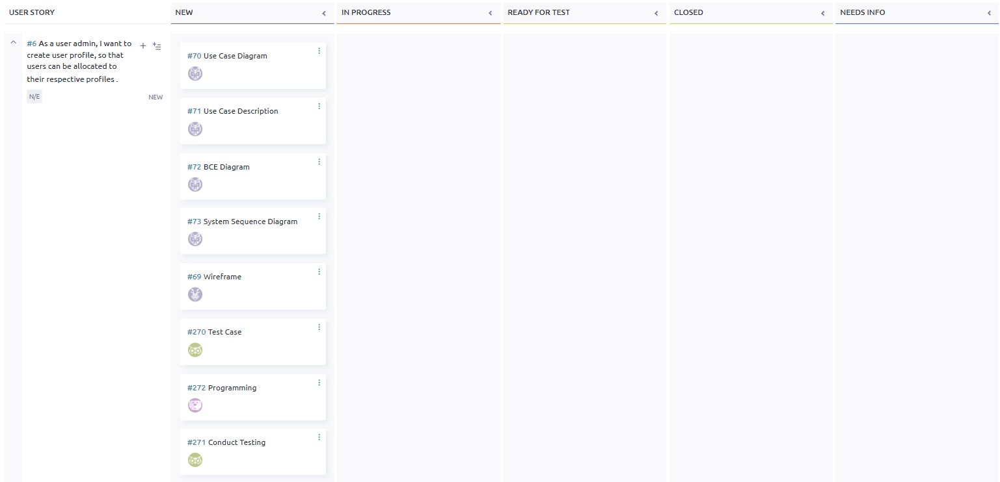 USER STORY
NEW
IN PROGRESS
READY FOR TEST
CLOSED
NEEDS INFO
#6 As a user admin, I want to
create user profile, so that
users can be allocated to
their respective profiles .
N/E
NEW
#70 Use Case Diagram
#71 Use Case Description
#72 BCE Diagram
#73 System Sequence Diagram
#69 Wireframe
#270 Test Case
#272 Programming
#271 Conduct Testing